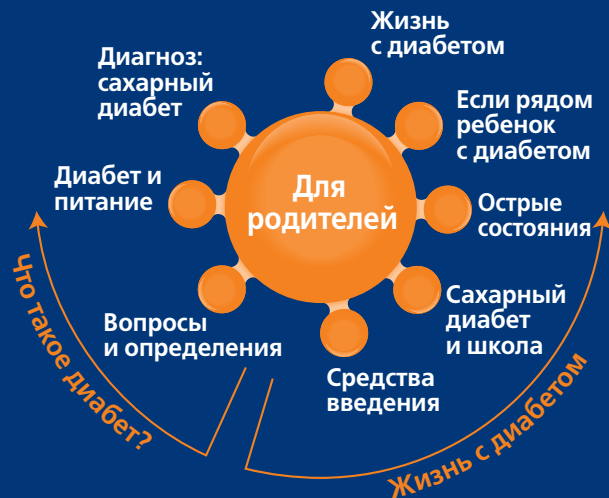 Жизнь
с диабетом
Диагноз:
сахарный
диабет
Если рядом
ребенок
с диабетом
Диабет и
питание
Для
родителей
Острые
состояния
Вопросы
и определения
Сахарный
диабет
и школа
Средства
введения
Что такое диабет?
Жизнь с диабетом